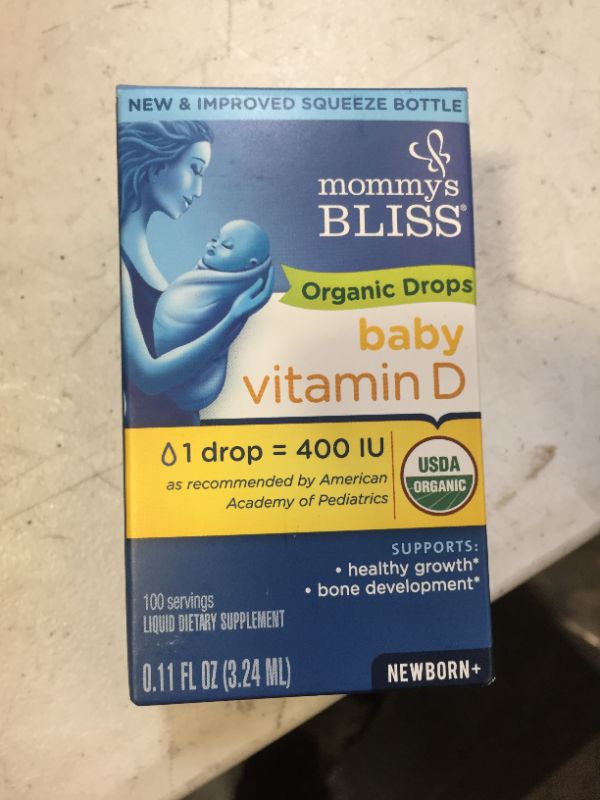 NEW & IMPROVED SQUEEZE BOTTLE
mommy's
BLISS®
Organic Drops
baby
vitamin D
1 drop = 400 IU
as recommended by American
Academy of Pediatrics
USDA
ORGANIC
SUPPORTS:
• healthy growth*
• bone development*
100 servings
LIQUID DIETARY SUPPLEMENT
0.11 FL OZ (3.24 ML)
NEWBORN+